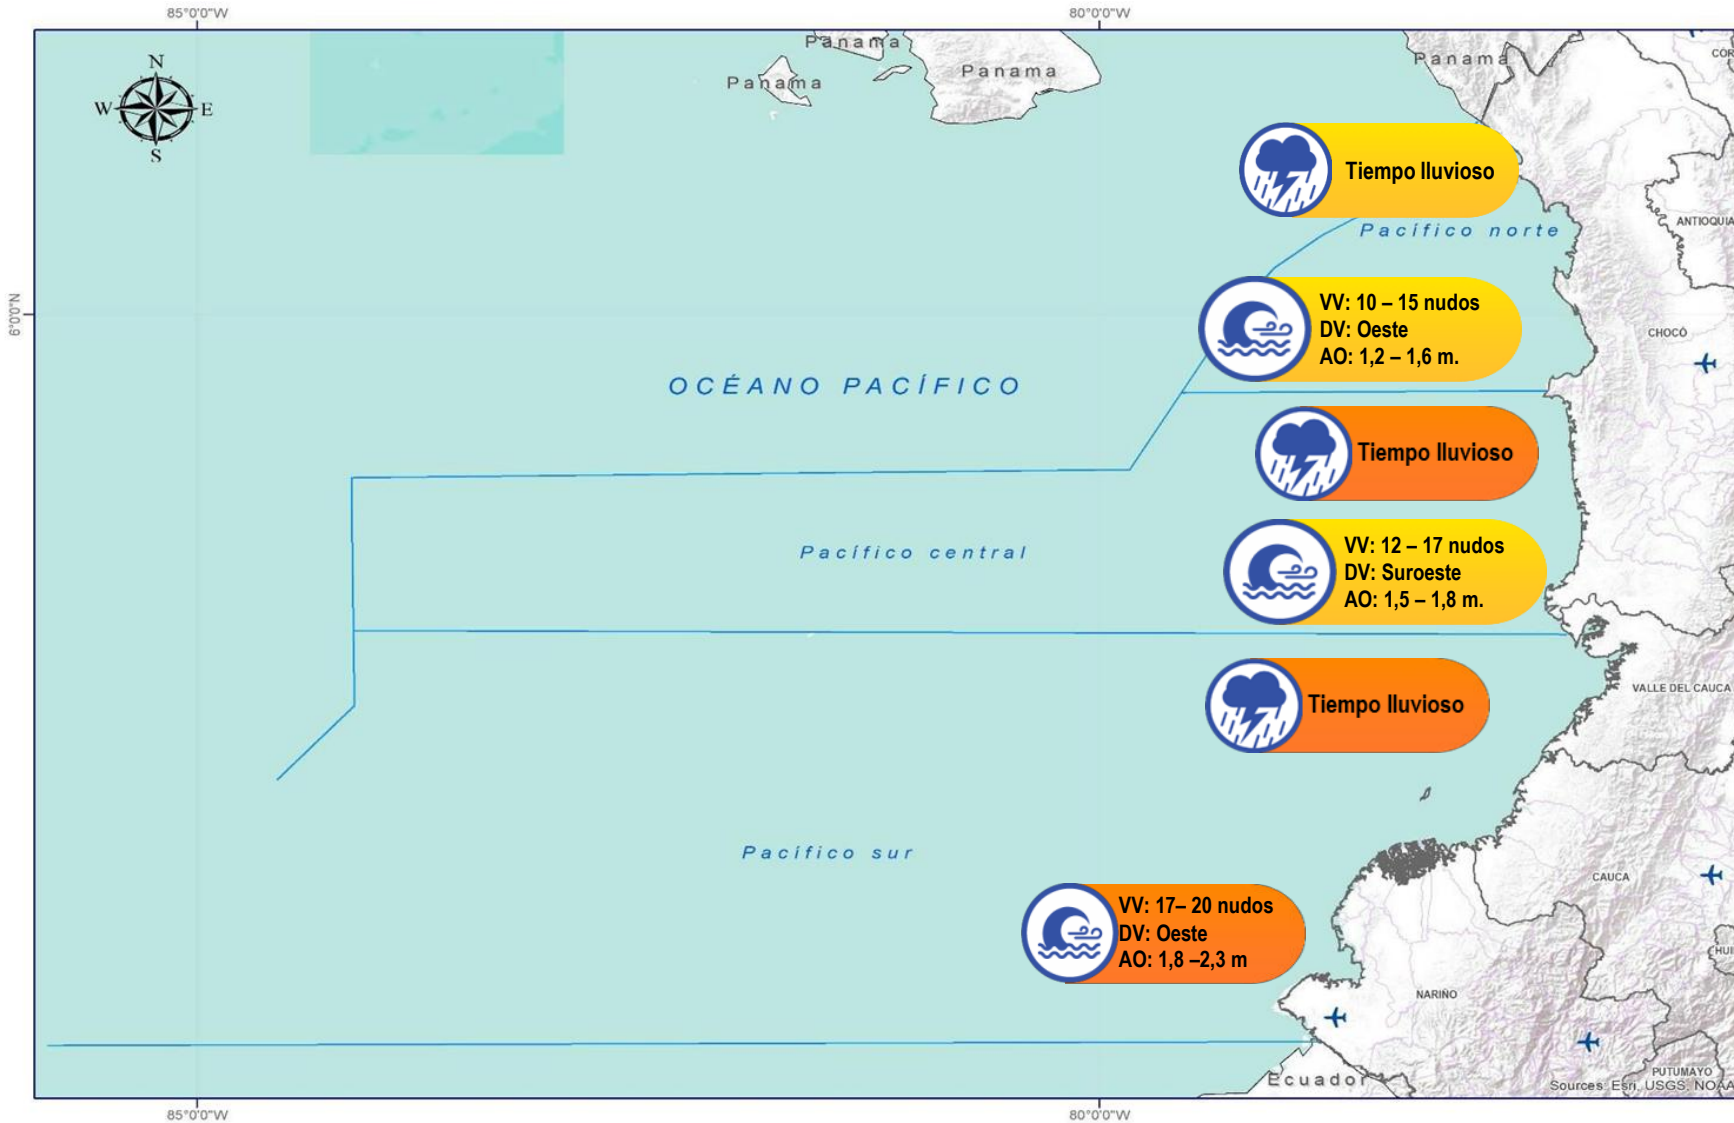 85°0'0"W
80°0'0"W
Panama
Panama
Panama
Panama
N
W
E
S
Tiempo lluvioso
ANTIOQUIA
Pacífico norte
6°0'0"N
VV: 10 – 15 nudos
DV: Oeste
AO: 1,2 – 1,6 m.
CHOCÓ
OCÉANO PACÍFICO
Tiempo lluvioso
Pacífico central
VV: 12 – 17 nudos
DV: Suroeste
AO: 1,5 – 1,8 m.
VALLE DEL CAUCA
Tiempo lluvioso
Pacífico sur
CAUCA
VV: 17– 20 nudos
DV: Oeste
AO: 1,8 –2,3 m
HUI
NARIÑO
PUTUMAYO
Ecuador
Sources: Esri, USGS, NOAA
85°0'0"W
80°0'0"W